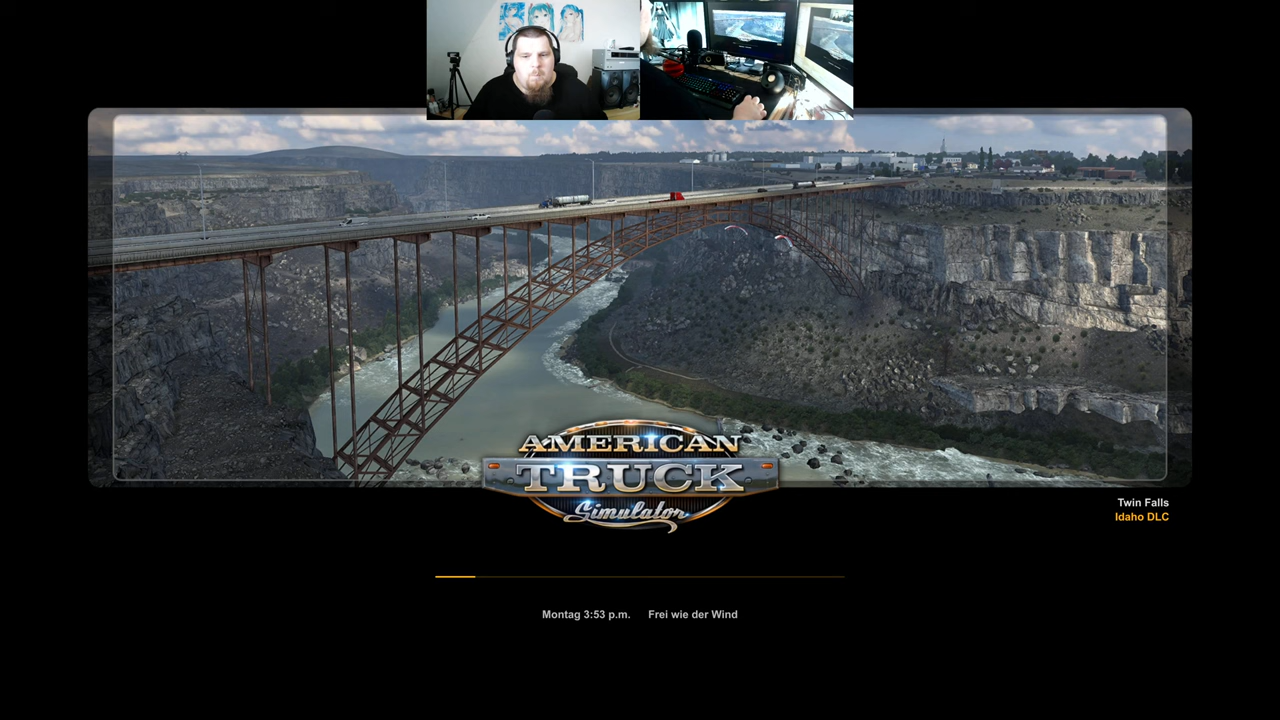 AMERICAN
TRUCK
Simulator
Twin Falls
Idaho DLC
Montag 3:53 p.m. Frei wie der Wind